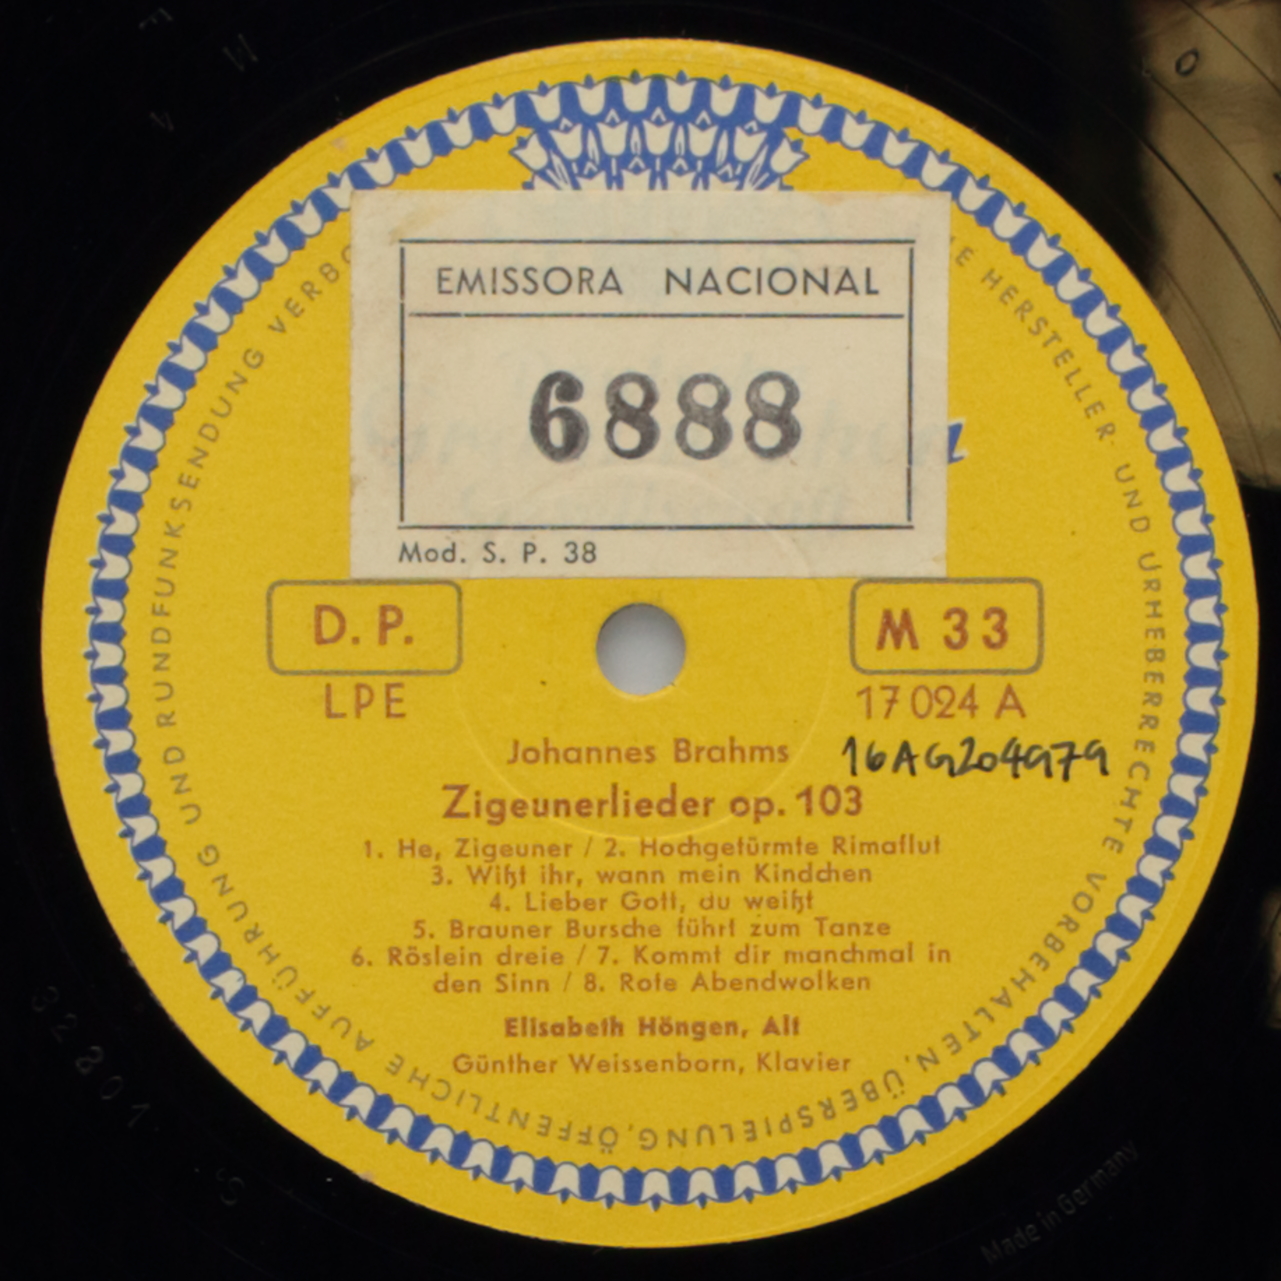 EMISSORA NACIONAL
6888
Mod. S. P. 38
D. P.
M 33
LPE
17 024 A
Johannes Brahms
16AG204979
Zigeunerlieder op. 103
1. He, Zigeuner / 2. Hochgetürmte Rimaflut
3. Wißt ihr, wann mein Kindchen
4. Lieber Gott, du weißt
5. Brauner Bursche führt zum Tanze
6. Röslein dreie / 7. Kommt dir manchmal in
den Sinn / 8. Rote Abendwolken
Elisabeth Höngen, Alt
Günther Weissenborn, Klavier
HERSTELLER- UND URHEBERRECHTE VORBEHALTEN, ÜBERSPIELUNG, ÖFFENTLICHE AUFFÜHRUNG UND RUNDFUNKSENDUNG
Made in Germany